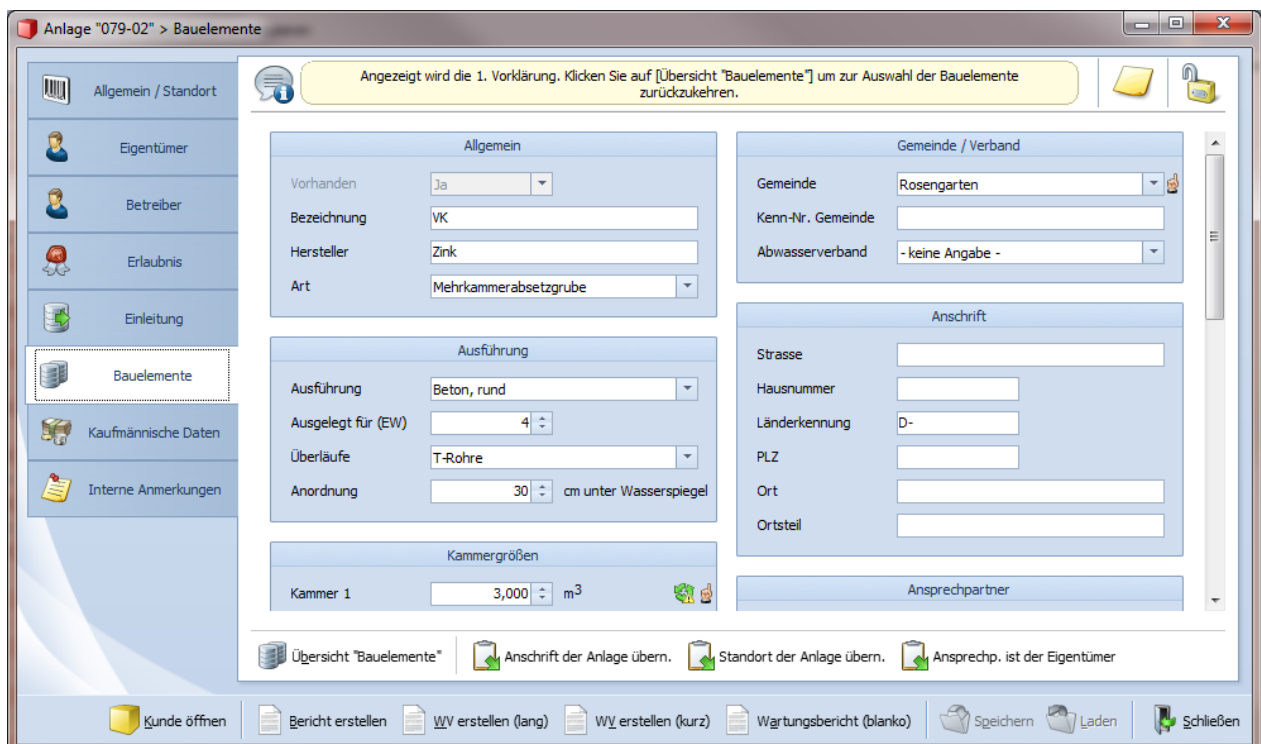 Anlage "079-02" > Bauelemente
Allgemein / Standort
Eigentümer
Betreiber
Erlaubnis
Einleitung
Bauelemente
Kaufmännische Daten
Interne Anmerkungen
Angezeigt wird die 1. Vorklärung. Klicken Sie auf [Übersicht "Bauelemente"] um zur Auswahl der Bauelemente
zurückzukehren.
Allgemein
Vorhanden Ja
Bezeichnung VK
Hersteller Zink
Art Mehrkammerabsetzgrube
Ausführung
Ausführung Beton, rund
Ausgelegt für (EW) 4
Überläufe T-Rohre
Anordnung 30 cm unter Wasserspiegel
Kammergrößen
Kammer 1 3,000 m3
Gemeinde / Verband
Gemeinde Rosengarten
Kenn-Nr. Gemeinde
Abwasserverband - keine Angabe -
Anschrift
Strasse
Hausnummer
Länderkennung D-
PLZ
Ort
Ortsteil
Ansprechpartner
Übersicht "Bauelemente" Anschrift der Anlage übern. Standort der Anlage übern. Ansprechp. ist der Eigentümer
Kunde öffnen Bericht erstellen WV erstellen (lang) WV erstellen (kurz) Wartungsbericht (blanko) Speichern Laden Schließen